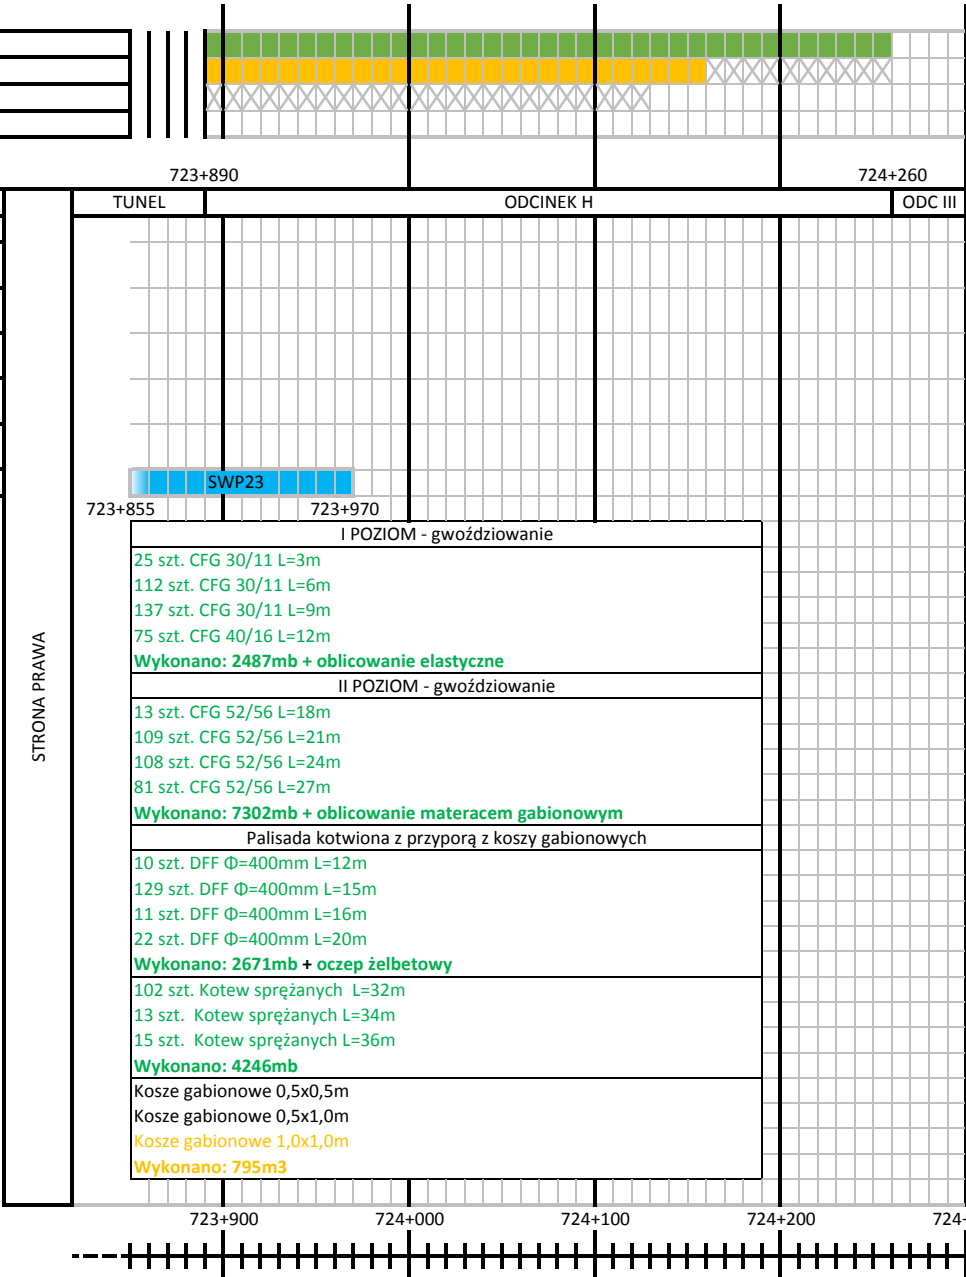 723+890
724+260
TUNEL
ODCINEK H
ODC III
STRONA PRAWA
SWP23
723+855
723+970
I POZIOM - gwoździowanie
25 szt. CFG 30/11 L=3m
112 szt. CFG 30/11 L=6m
137 szt. CFG 30/11 L=9m
75 szt. CFG 40/16 L=12m
Wykonano: 2487mb + oblicowanie elastyczne
II POZIOM - gwoździowanie
13 szt. CFG 52/56 L=18m
109 szt. CFG 52/56 L=21m
108 szt. CFG 52/56 L=24m
81 szt. CFG 52/56 L=27m
Wykonano: 7302mb + oblicowanie materacem gabionowym
Palisada kotwiona z przyporą z koszy gabionowych
10 szt. DFF Φ=400mm L=12m
129 szt. DFF Φ=400mm L=15m
11 szt. DFF Φ=400mm L=16m
22 szt. DFF Φ=400mm L=20m
Wykonano: 2671mb + oczep żelbetowy
102 szt. Kotew sprężanych L=32m
13 szt. Kotew sprężanych L=34m
15 szt. Kotew sprężanych L=36m
Wykonano: 4246mb
Kosze gabionowe 0,5x0,5m
Kosze gabionowe 0,5x1,0m
Kosze gabionowe 1,0x1,0m
Wykonano: 795m3
723+900
724+000
724+100
724+200
724-